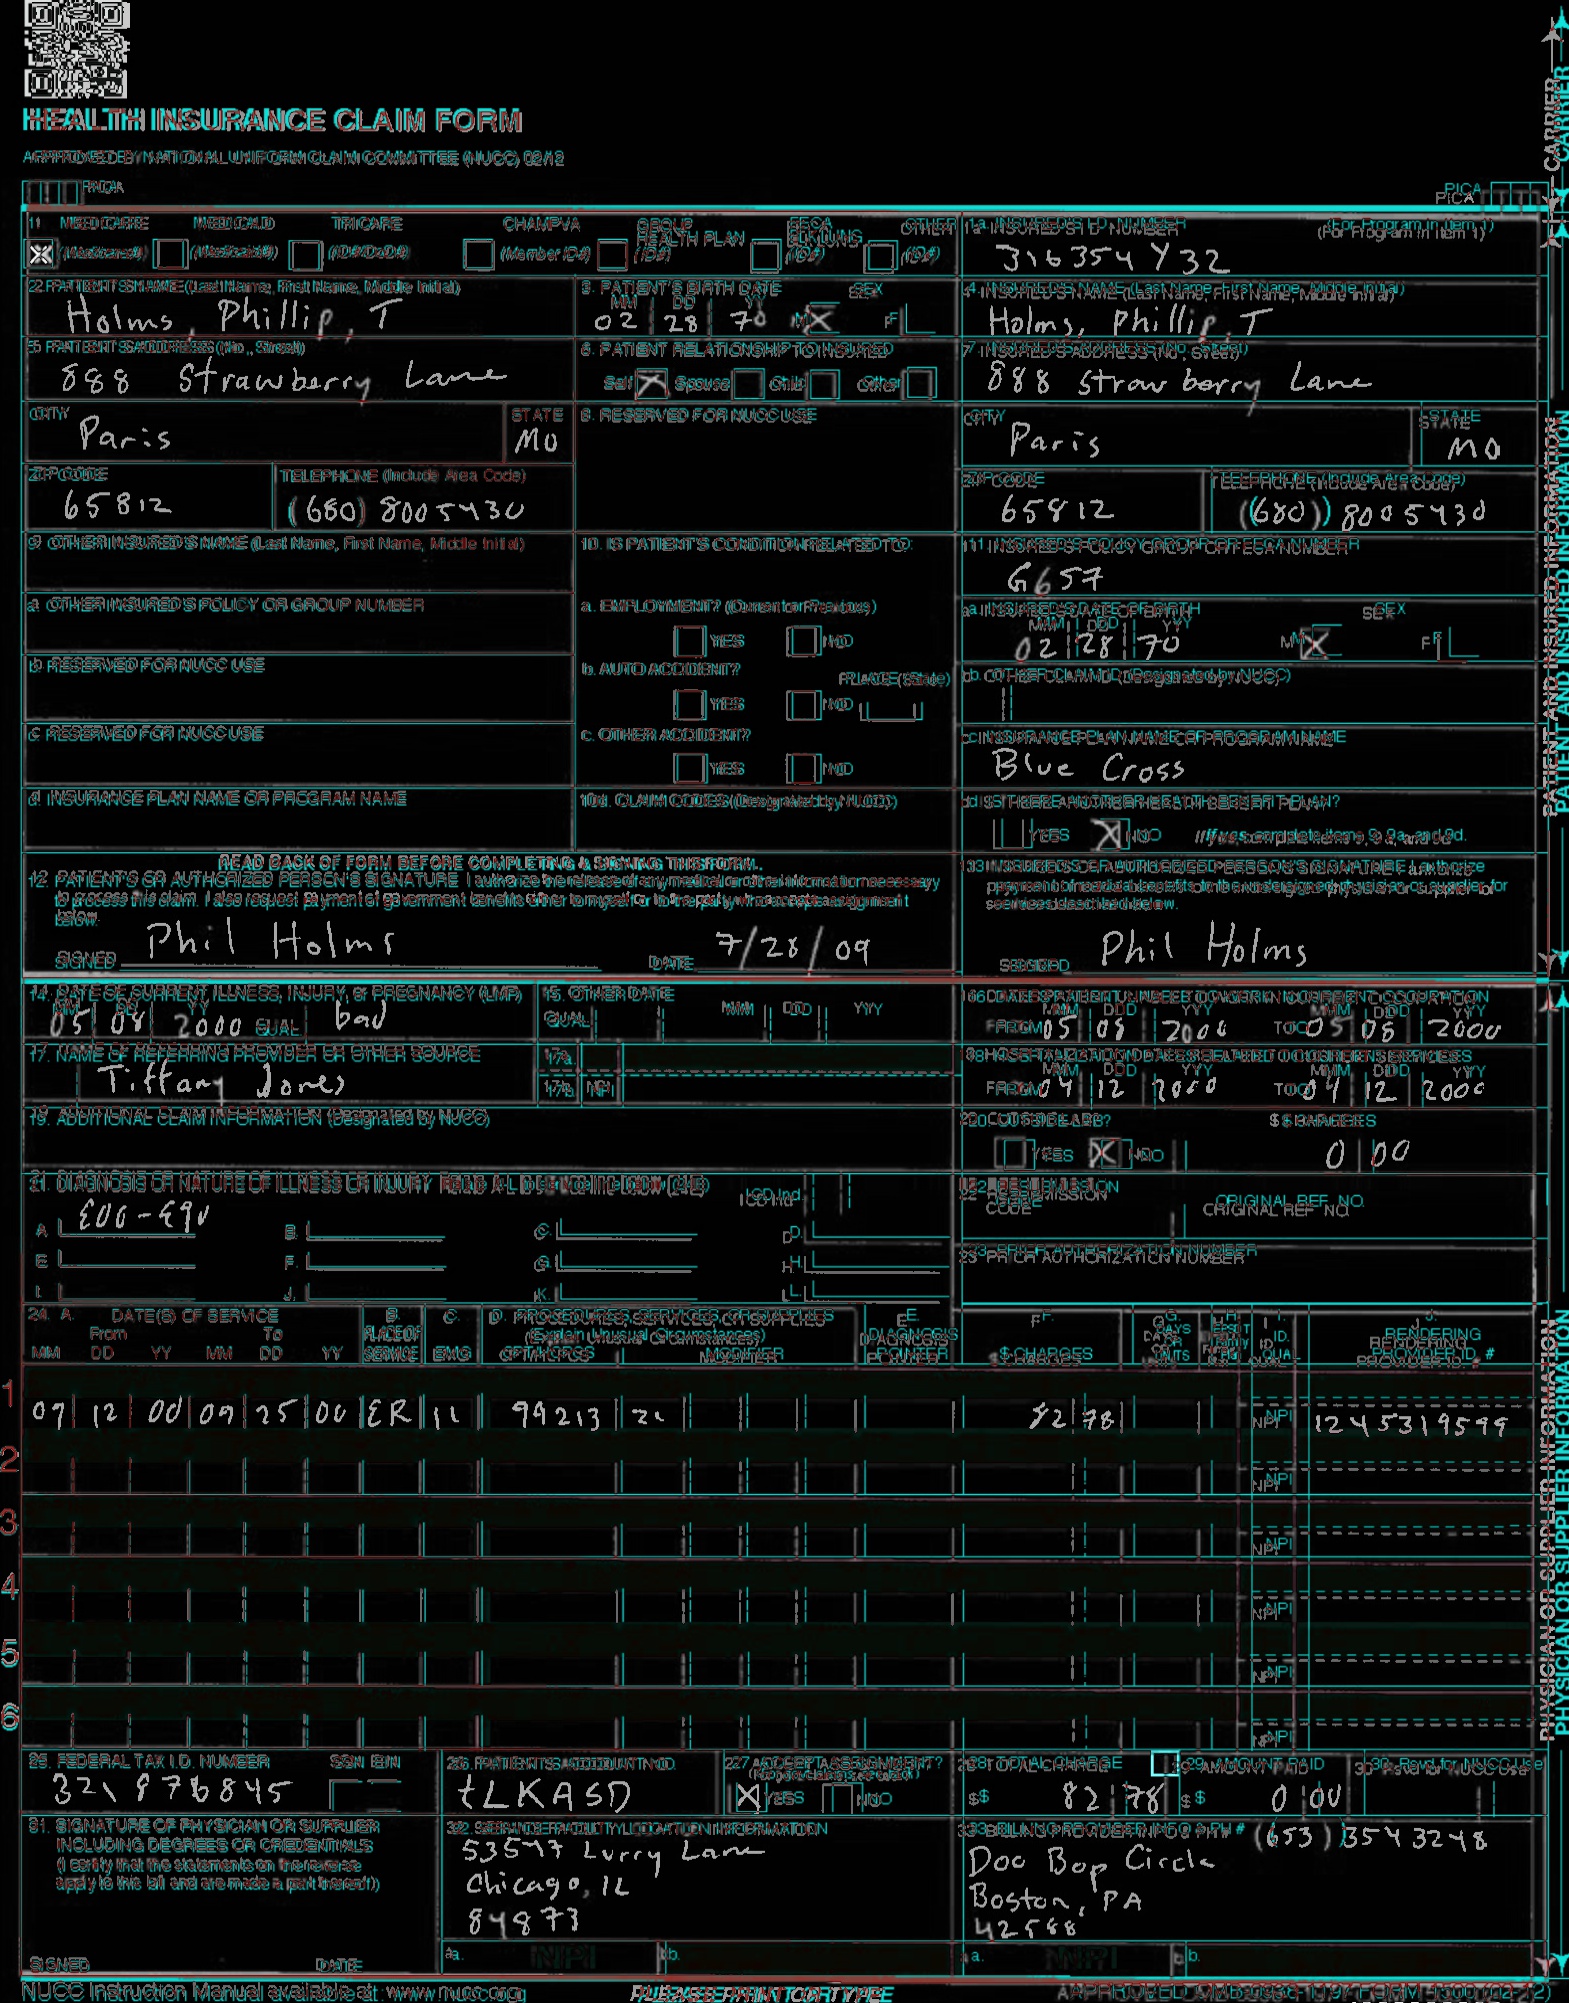 HEALTH INSURANCE CLAIM FORM
APPROVED BY NATIONAL UNIFORM CLAIM COMMITTEE (NUCC) 02/12
PICA PICA
CARRIER
1. MEDICARE MEDICAID TRICARE CHAMPVA GROUP HEALTH PLAN FECA BLK LUNG OTHER
(Medicare#) (Medicaid#) (ID#/DoD#) (Member ID#) (ID#) (ID#) (ID#)
1a. INSURED'S I.D. NUMBER (For Program in Item 1)
316354Y32
2. PATIENT'S NAME (Last Name, First Name, Middle Initial)
Holms, Phillip, T
3. PATIENT'S BIRTH DATE SEX
MM DD YY
02 28 70 M F
4. INSURED'S NAME (Last Name, First Name, Middle Initial)
Holms, Phillip, T
5. PATIENT'S ADDRESS (No., Street)
888 Strawberry Lane
6. PATIENT RELATIONSHIP TO INSURED
Self Spouse Child Other
7. INSURED'S ADDRESS (No., Street)
888 Strawberry Lane
CITY STATE
Paris MO
8. RESERVED FOR NUCC USE
CITY STATE
Paris MO
ZIP CODE TELEPHONE (Include Area Code)
65812 (680) 8005430
ZIP CODE TELEPHONE (Include Area Code)
65812 (680) 8005430
9. OTHER INSURED'S NAME (Last Name, First Name, Middle Initial)
10. IS PATIENT'S CONDITION RELATED TO:
11. INSURED'S POLICY GROUP OR FECA NUMBER
G657
a. OTHER INSURED'S POLICY OR GROUP NUMBER
a. EMPLOYMENT? (Current or Previous)
YES NO
a. INSURED'S DATE OF BIRTH SEX
MM DD YY
02 28 70 M F
b. RESERVED FOR NUCC USE
b. AUTO ACCIDENT? PLACE (State)
YES NO
b. OTHER CLAIM ID (Designated by NUCC)
c. RESERVED FOR NUCC USE
c. OTHER ACCIDENT?
YES NO
c. INSURANCE PLAN NAME OR PROGRAM NAME
Blue Cross
d. INSURANCE PLAN NAME OR PROGRAM NAME
10d. CLAIM CODES (Designated by NUCC)
d. IS THERE ANOTHER HEALTH BENEFIT PLAN?
YES NO If yes, complete items 9, 9a, and 9d.
READ BACK OF FORM BEFORE COMPLETING & SIGNING THIS FORM.
12. PATIENT'S OR AUTHORIZED PERSON'S SIGNATURE I authorize the release of any medical or other information necessary
to process this claim. I also request payment of government benefits either to myself or to the party who accepts assignment
below.
SIGNED Phil Holms DATE 7/28/09
13. INSURED'S OR AUTHORIZED PERSON'S SIGNATURE I authorize
payment of medical benefits to the undersigned physician or supplier for
services described below.
SIGNED Phil Holms
PATIENT AND INSURED INFORMATION
14. DATE OF CURRENT ILLNESS, INJURY, or PREGNANCY (LMP)
MM DD YY
05 08 2000 QUAL. bad
15. OTHER DATE
QUAL. MM DD YY
16. DATES PATIENT UNABLE TO WORK IN CURRENT OCCUPATION
MM DD YY MM DD YY
FROM 05 08 2000 TO 05 08 2000
17. NAME OF REFERRING PROVIDER OR OTHER SOURCE
Tiffany Jones
17a.
17b. NPI
18. HOSPITALIZATION DATES RELATED TO CURRENT SERVICES
MM DD YY MM DD YY
FROM 04 12 2000 TO 04 12 2000
19. ADDITIONAL CLAIM INFORMATION (Designated by NUCC)
20. OUTSIDE LAB? $ CHARGES
YES NO 0 00
21. DIAGNOSIS OR NATURE OF ILLNESS OR INJURY Relate A-L to service line below (24E) ICD Ind.
A. E00-E90 B. C. D.
E. F. G. H.
I. J. K. L.
22. RESUBMISSION CODE ORIGINAL REF. NO.
23. PRIOR AUTHORIZATION NUMBER
24. A. DATE(S) OF SERVICE B. C. D. PROCEDURES, SERVICES, OR SUPPLIES E. F. G. H. I. J.
From To PLACE OF (Explain Unusual Circumstances) DIAGNOSIS DAYS ID. RENDERING
MM DD YY MM DD YY SERVICE EMG CPT/HCPCS MODIFIER POINTER $ CHARGES UNITS QUAL. PROVIDER ID. #
1 12 00 09 25 00 ER 11 99213 82 78 NPI 1245319599
2 NPI
3 NPI
4 NPI
5 NPI
6 NPI
PHYSICIAN OR SUPPLIER INFORMATION
25. FEDERAL TAX I.D. NUMBER SSN EIN
321876845
26. PATIENT'S ACCOUNT NO.
tLKASD
27. ACCEPT ASSIGNMENT?
(For govt. claims, see back)
YES NO
28. TOTAL CHARGE
$ 82 78
29. AMOUNT PAID
$ 0 00
30. Rsvd for NUCC Use
31. SIGNATURE OF PHYSICIAN OR SUPPLIER
INCLUDING DEGREES OR CREDENTIALS
(I certify that the statements on the reverse
apply to this bill and are made a part thereof.)
SIGNED DATE
32. SERVICE FACILITY LOCATION INFORMATION
Lurry Lane
Chicago, IL
84873
a. NPI b.
33. BILLING PROVIDER INFO & PH # (653) 3543248
Doo Bop Circle
Boston, PA
42588
a. NPI b.
NUCC Instruction Manual available at: www.nucc.org PLEASE PRINT OR TYPE APPROVED OMB-0938-1197 FORM 1500 (02-12)